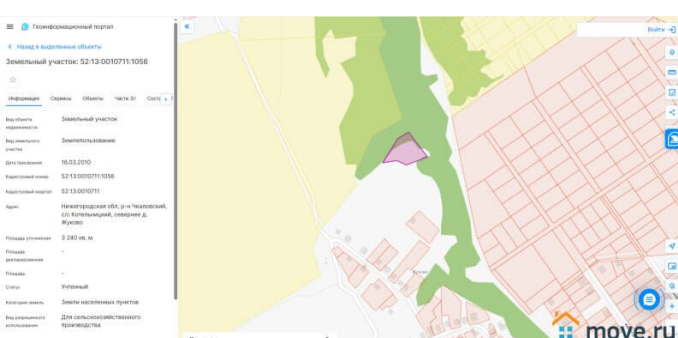 Геоинформационный портал
Войти
Назад в выделенные объекты
Земельный участок: 52:13:0010711:1056
Информация Сервисы Объекты Части ЗУ
Вид объекта недвижимости
Земельный участок
Вид земельного участка
Землепользование
Дата присвоения
16.03.2010
Кадастровый номер
52:13:0010711:1056
Кадастровый квартал
52:13:0010711
Адрес
Нижегородская обл, р-н Чкаловский,
с/с Котельницкий, севернее д.
Жуково
Площадь уточненная
3 240 кв. м
Площадь декларированная
-
Площадь
-
Статус
Учтенный
Категория земель
Земли населенных пунктов
Вид разрешенного использования
Для сельскохозяйственного
производства
move.ru